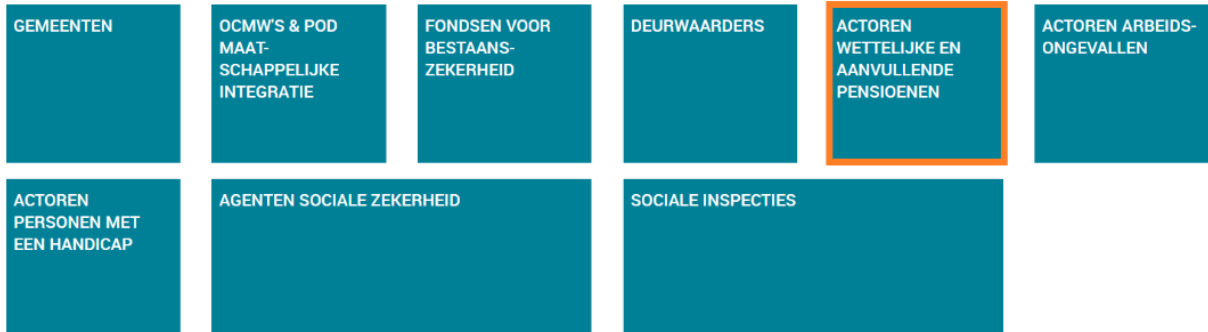 GEMEENTEN
OCMW'S & POD
MAAT-
SCHAPPELIJKE
INTEGRATIE
FONDSEN VOOR
BESTAANS-
ZEKERHEID
DEURWAARDERS
ACTOREN
WETTELIJKE EN
AANVULLENDE
PENSIOENEN
ACTOREN ARBEIDS-
ONGEVALLEN
ACTOREN
PERSONEN MET
EEN HANDICAP
AGENTEN SOCIALE ZEKERHEID
SOCIALE INSPECTIES